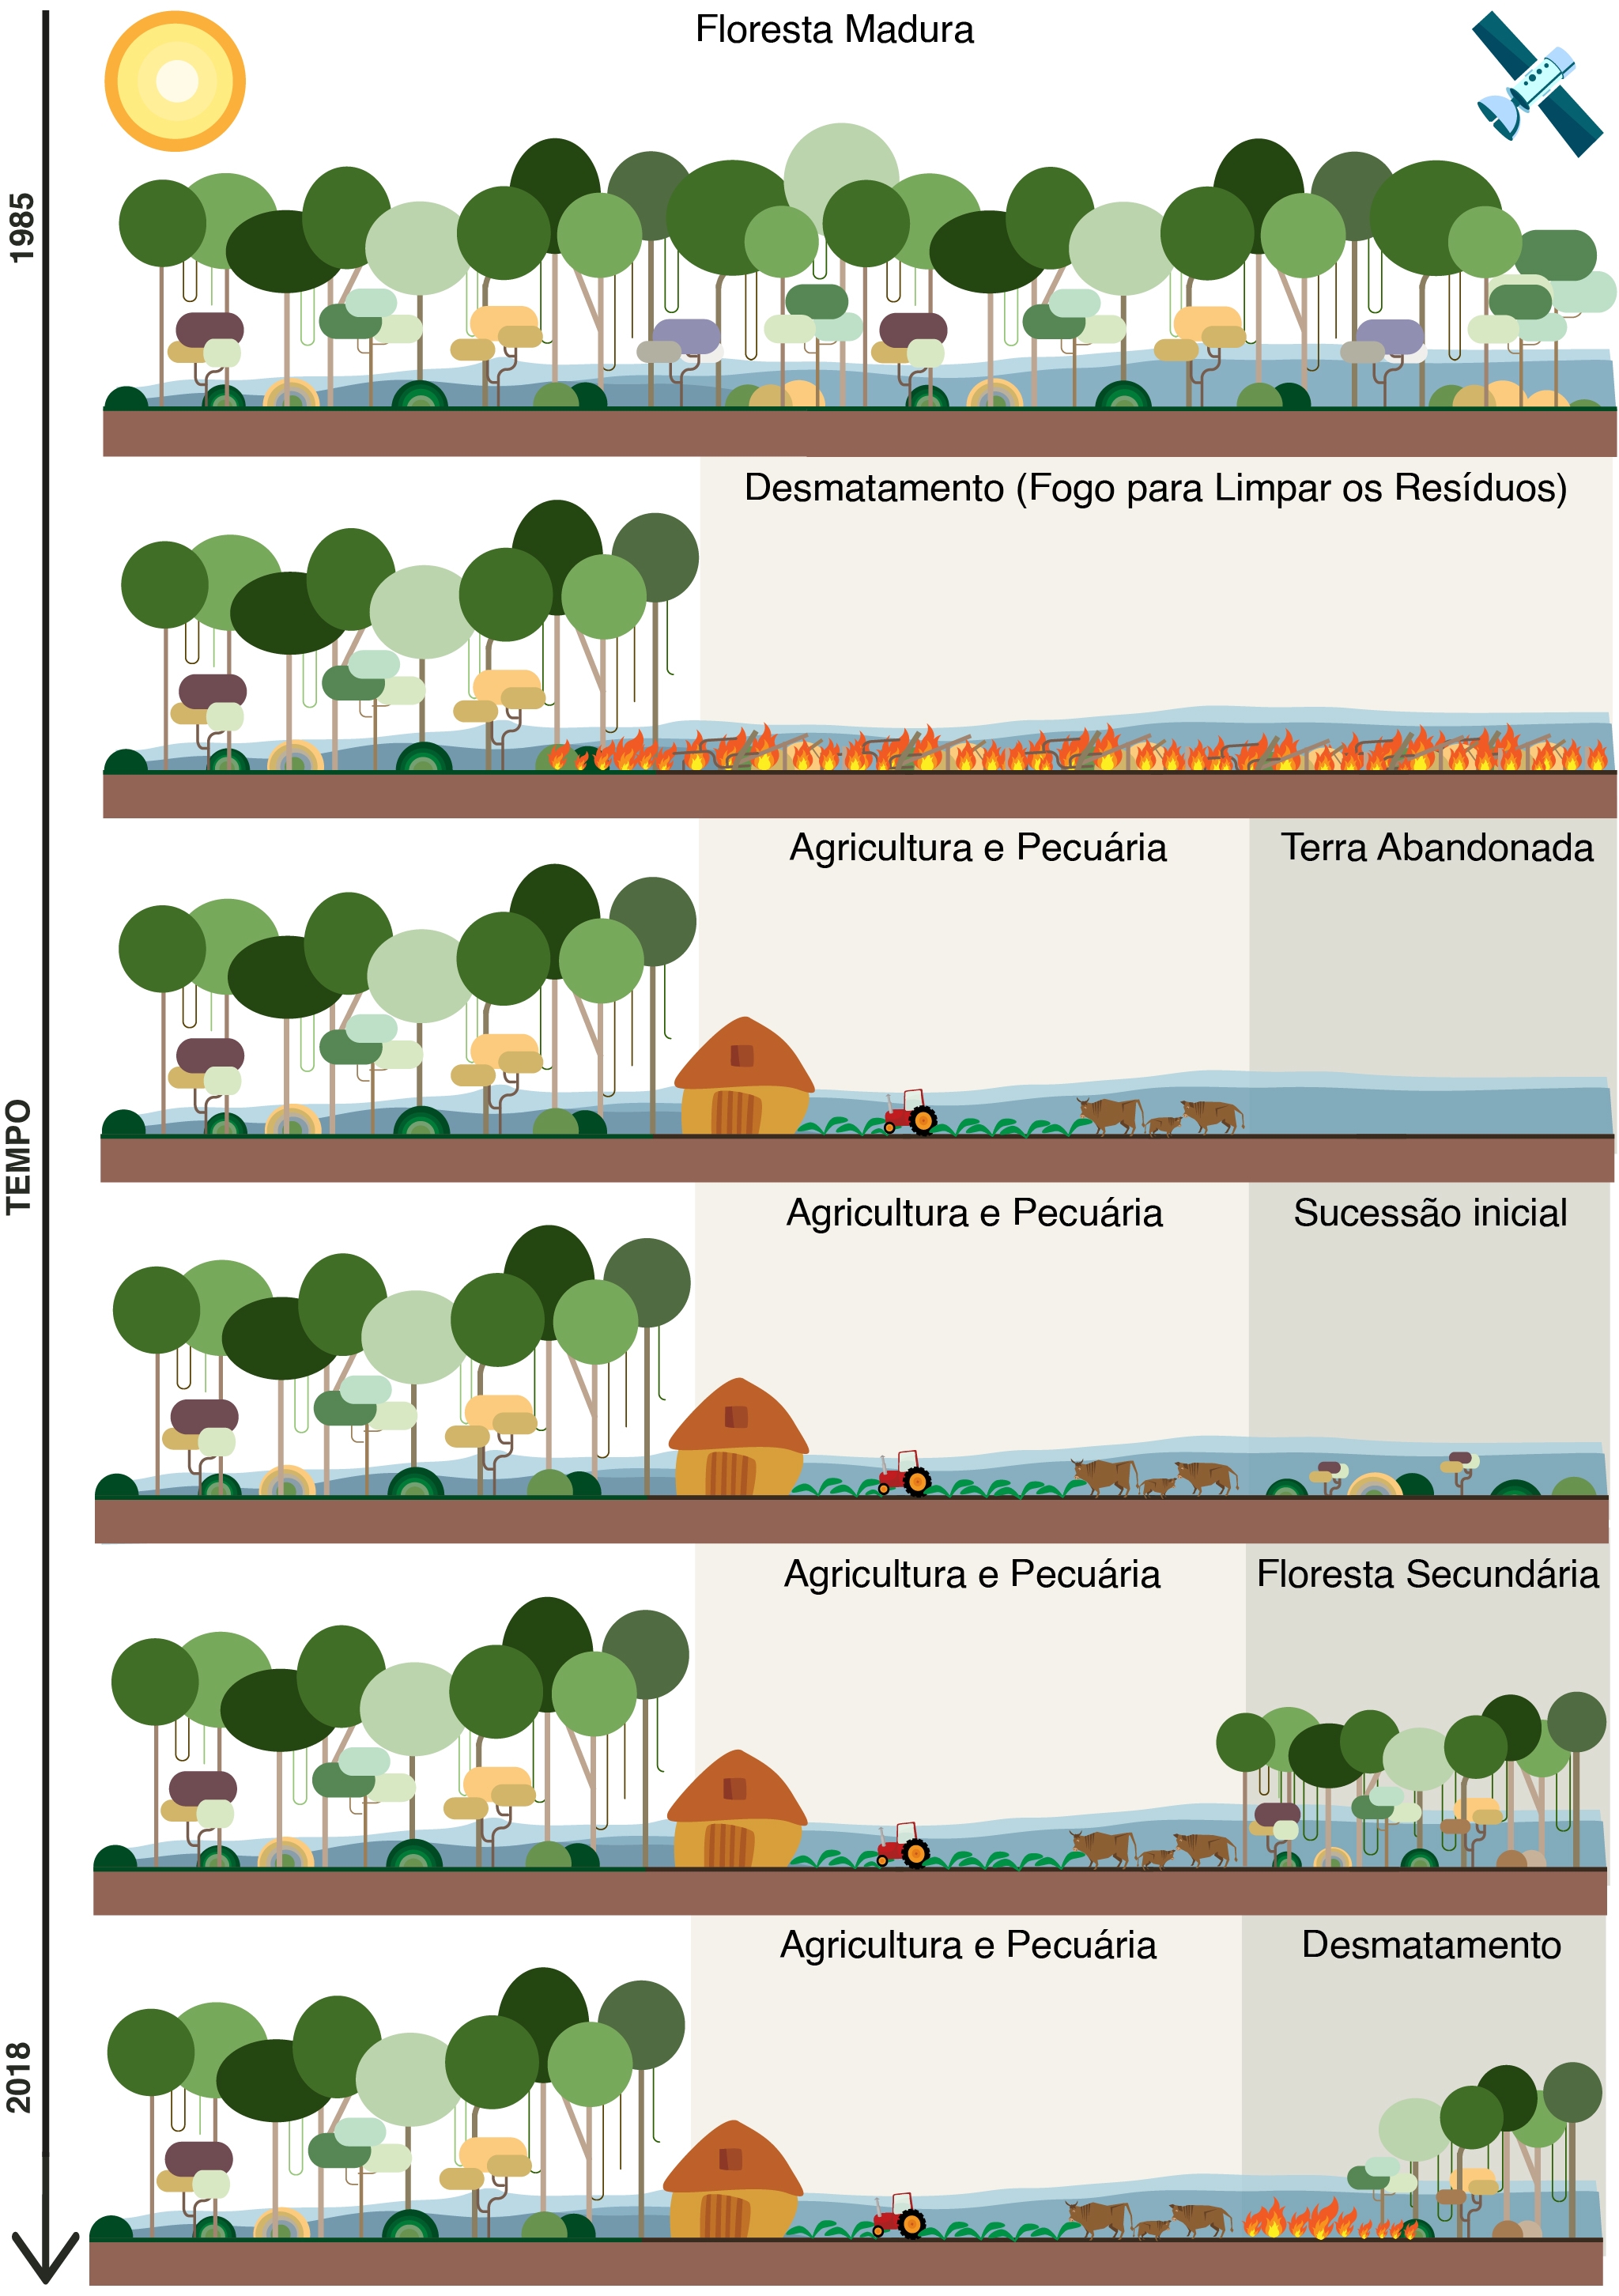 Floresta Madura
1985
Desmatamento (Fogo para Limpar os Resíduos)
Agricultura e Pecuária
Terra Abandonada
TEMPO
Agricultura e Pecuária
Sucessão inicial
Agricultura e Pecuária
Floresta Secundária
Agricultura e Pecuária
Desmatamento
2018